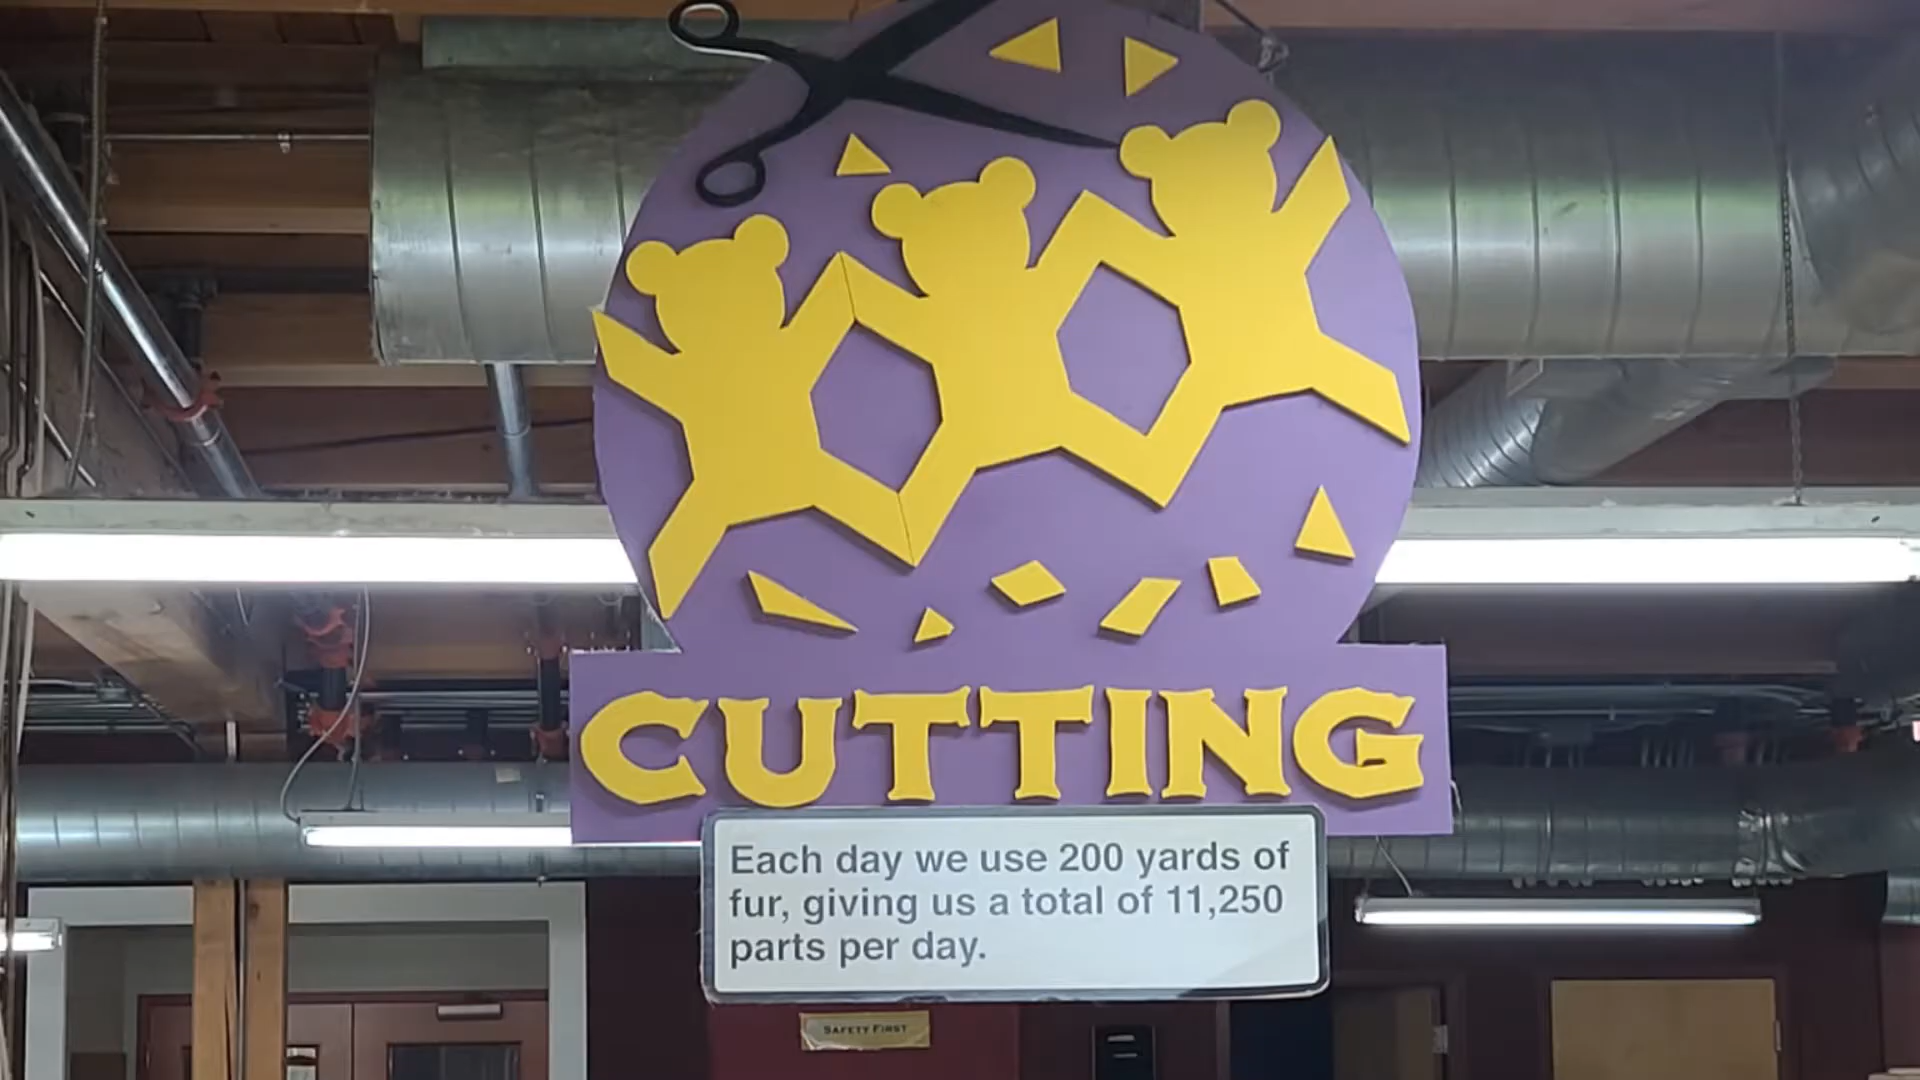 CUTTING
Each day we use 200 yards of
fur, giving us a total of 11,250
parts per day.
SAFETY FIRST